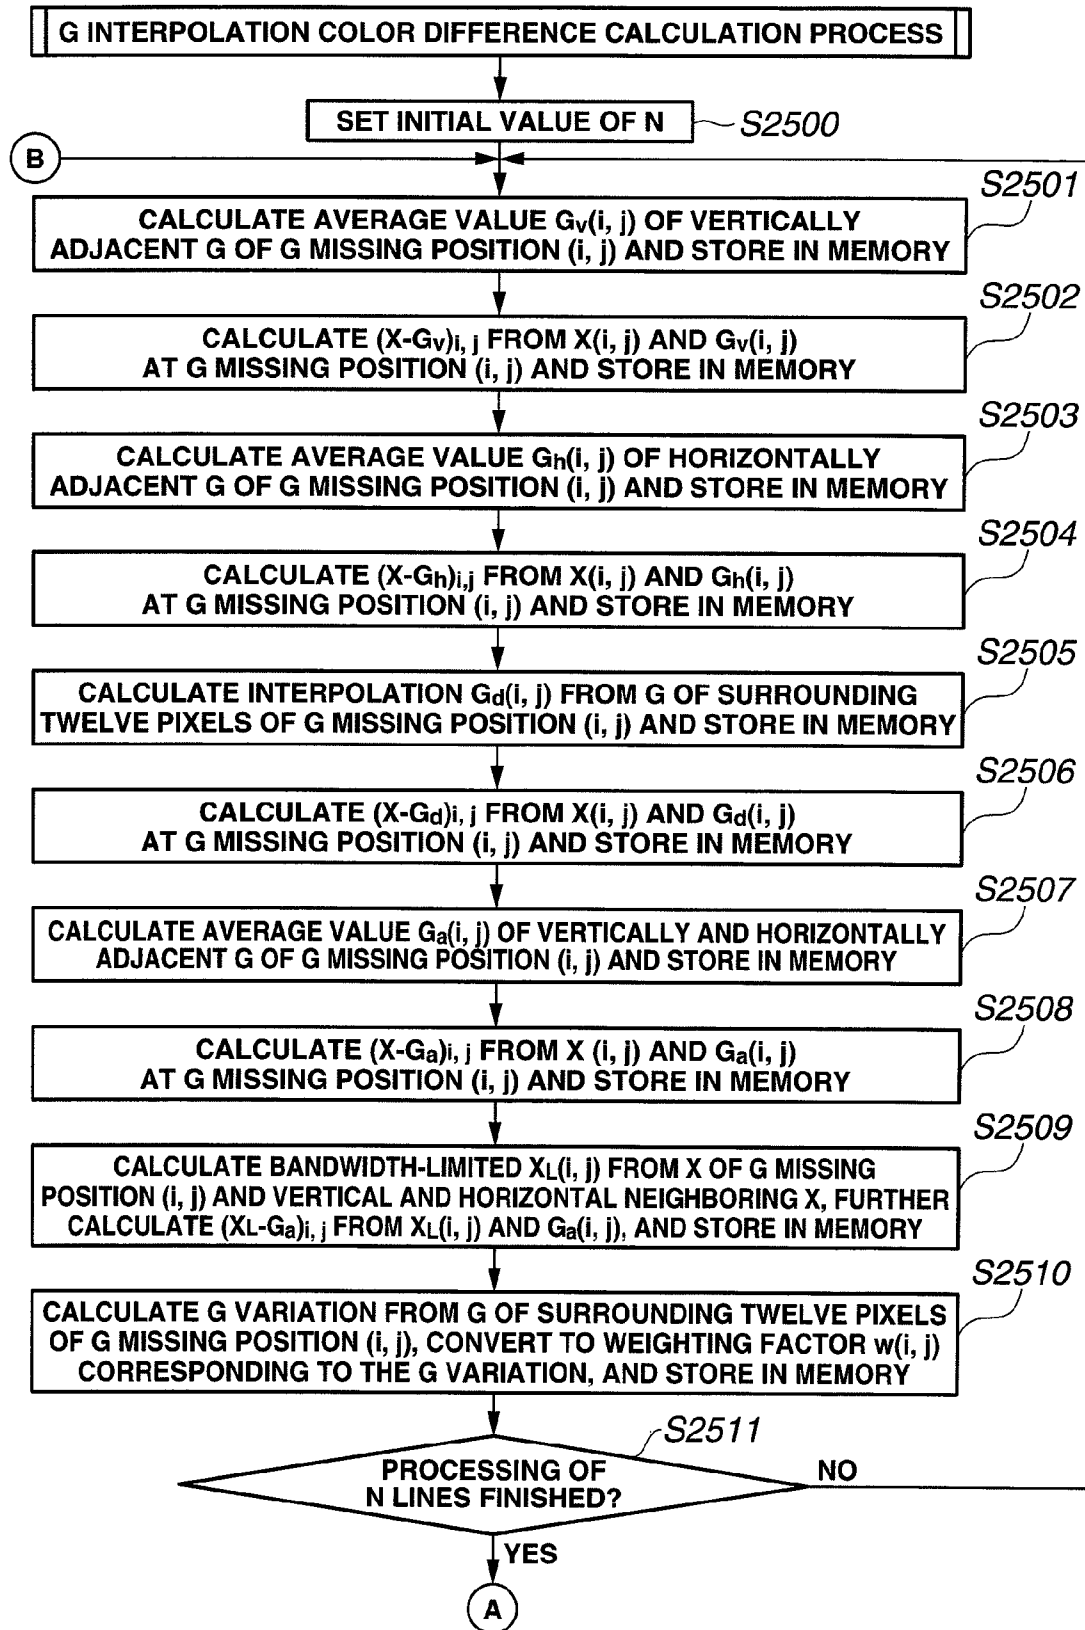 G INTERPOLATION COLOR DIFFERENCE CALCULATION PROCESS
SET INITIAL VALUE OF N
S2500
B
S2501
CALCULATE AVERAGE VALUE Gv(i, j) OF VERTICALLY
ADJACENT G OF G MISSING POSITION (i, j) AND STORE IN MEMORY
S2502
CALCULATE (X-Gv)i, j FROM X(i, j) AND Gv(i, j)
AT G MISSING POSITION (i, j) AND STORE IN MEMORY
S2503
CALCULATE AVERAGE VALUE Gh(i, j) OF HORIZONTALLY
ADJACENT G OF G MISSING POSITION (i, j) AND STORE IN MEMORY
S2504
CALCULATE (X-Gh)i,j FROM X(i, j) AND Gh(i, j)
AT G MISSING POSITION (i, j) AND STORE IN MEMORY
S2505
CALCULATE INTERPOLATION Gd(i, j) FROM G OF SURROUNDING
TWELVE PIXELS OF G MISSING POSITION (i, j) AND STORE IN MEMORY
S2506
CALCULATE (X-Gd)i, j FROM X(i, j) AND Gd(i, j)
AT G MISSING POSITION (i, j) AND STORE IN MEMORY
S2507
CALCULATE AVERAGE VALUE Ga(i, j) OF VERTICALLY AND HORIZONTALLY
ADJACENT G OF G MISSING POSITION (i, j) AND STORE IN MEMORY
S2508
CALCULATE (X-Ga)i, j FROM X (i, j) AND Ga(i, j)
AT G MISSING POSITION (i, j) AND STORE IN MEMORY
S2509
CALCULATE BANDWIDTH-LIMITED XL(i, j) FROM X OF G MISSING
POSITION (i, j) AND VERTICAL AND HORIZONTAL NEIGHBORING X, FURTHER
CALCULATE (XL-Ga)i, j FROM XL(i, j) AND Ga(i, j), AND STORE IN MEMORY
S2510
CALCULATE G VARIATION FROM G OF SURROUNDING TWELVE PIXELS
OF G MISSING POSITION (i, j), CONVERT TO WEIGHTING FACTOR w(i, j)
CORRESPONDING TO THE G VARIATION, AND STORE IN MEMORY
S2511
PROCESSING OF
N LINES FINISHED?
NO
YES
A